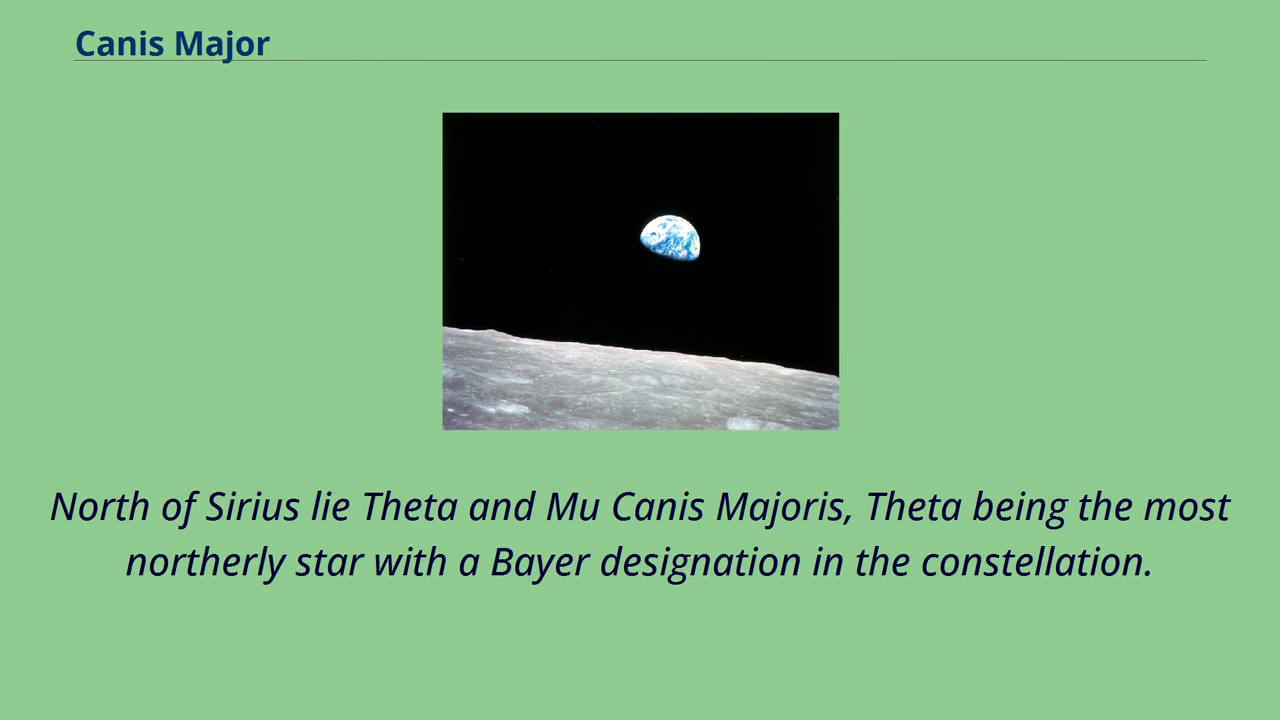 Canis Major
North of Sirius lie Theta and Mu Canis Majoris, Theta being the most
northerly star with a Bayer designation in the constellation.